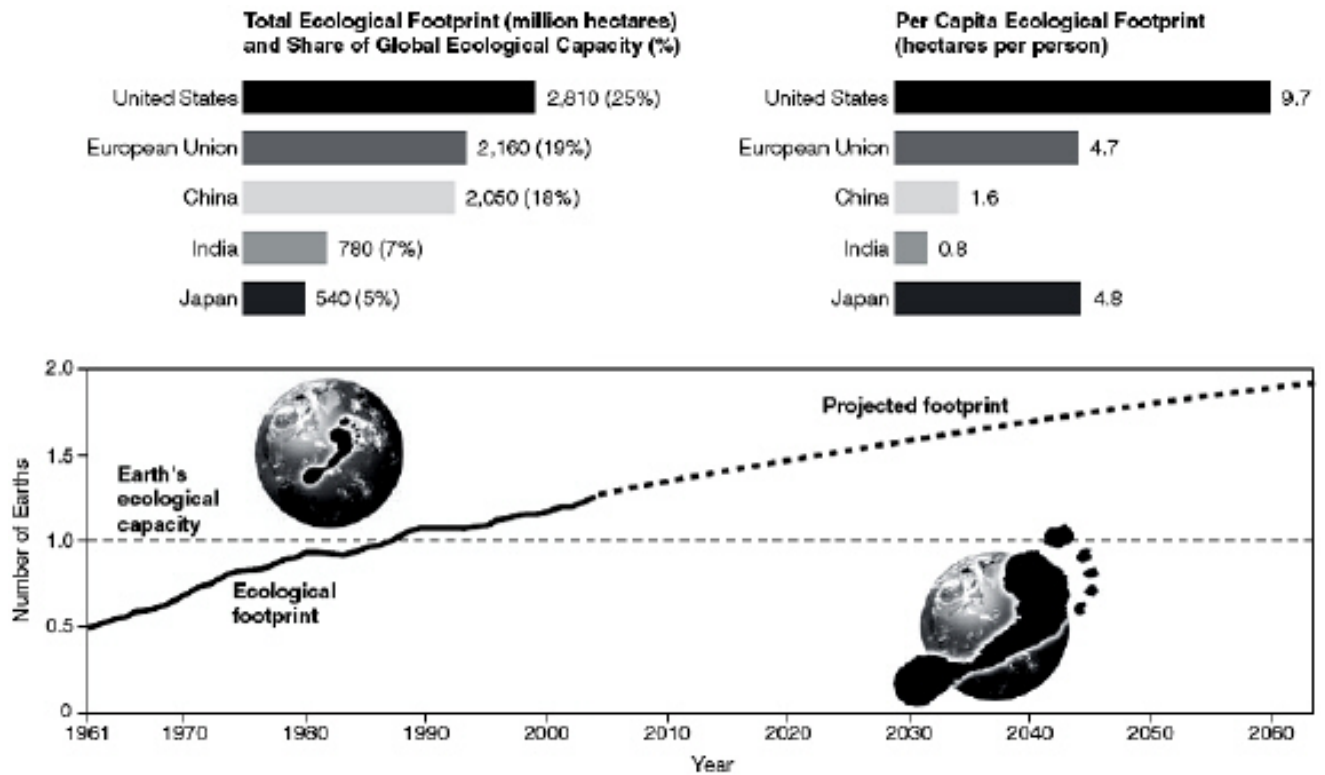 Total Ecological Footprint (million hectares)
and Share of Global Ecological Capacity (%)
United States 2,810 (25%)
European Union 2,160 (19%)
China 2,050 (18%)
India 780 (7%)
Japan 540 (5%)
Per Capita Ecological Footprint
(hectares per person)
United States 9.7
European Union 4.7
China 1.6
India 0.8
Japan 4.8
2.0
1.5
1.0
0.5
0
Number of Earths
Earth's
ecological
capacity
Ecological
footprint
Projected footprint
1961 1970 1980 1990 2000 2010 2020 2030 2040 2050 2060
Year